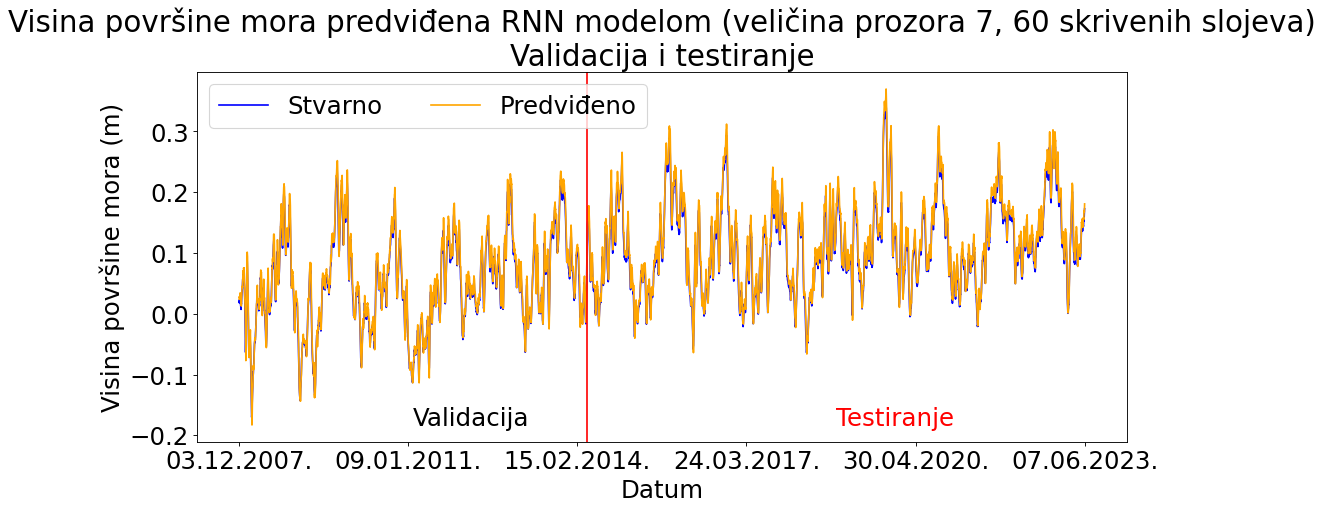 Visina površine mora predviđena RNN modelom (veličina prozora 7, 60 skrivenih slojeva)
Validacija i testiranje
Stvarno Predviđeno
Visina površine mora (m)
0.3
0.2
0.1
0.0
−0.1
−0.2
Validacija
Testiranje
03.12.2007. 09.01.2011. 15.02.2014. 24.03.2017. 30.04.2020. 07.06.2023.
Datum